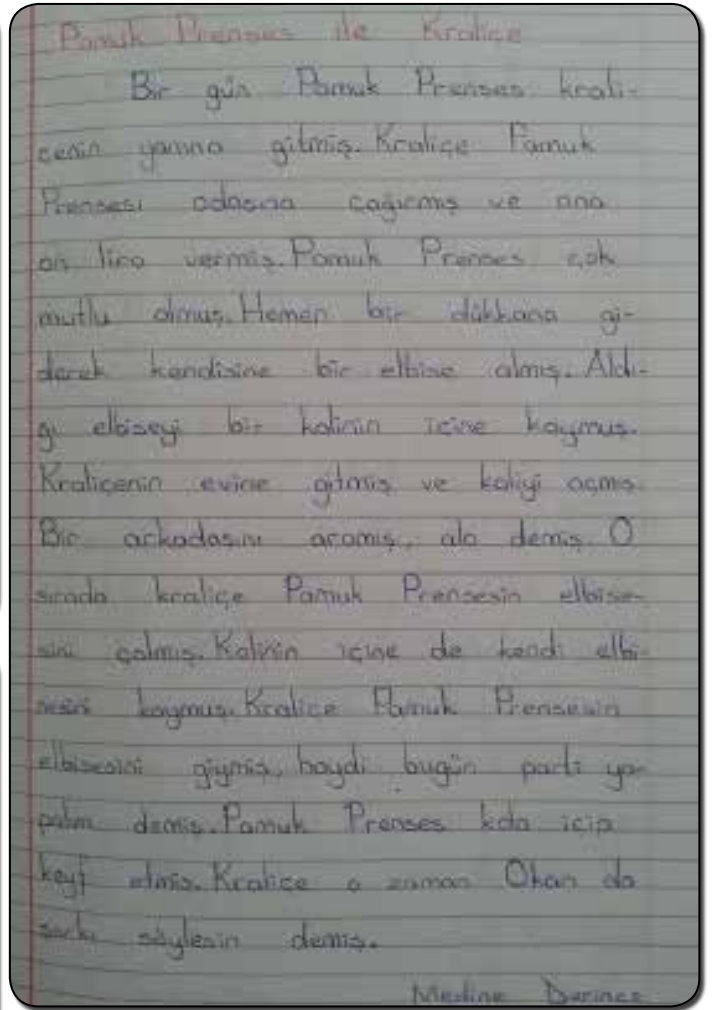 Pamuk Prenses ile Kraliçe
Bir gün Pamuk Prenses krali-
çenin yanına gitmiş. Kraliçe Pamuk
Prensesi odasına çağırmış ve ona
on lira vermiş. Pamuk Prenses çok
mutlu olmuş. Hemen bir dükkana gi-
derek kendisine bir elbise almış. Aldı-
ğı elbiseyi bir kolinin içine koymuş.
Kraliçenin evine gitmiş ve koliyi açmış.
Bir arkadaşını aramış, alo demiş. O
sırada kraliçe Pamuk Prensesin elbise-
sini çalmış. Kolinin içine de kendi elbi-
sesini koymuş. Kraliçe Pamuk Prensesin
elbisesini giymiş, haydi bugün parti ya-
palım demiş. Pamuk Prenses kola içip
keyf etmiş. Kraliçe o zaman Okan da
şarkı söylesin demiş.
Medine